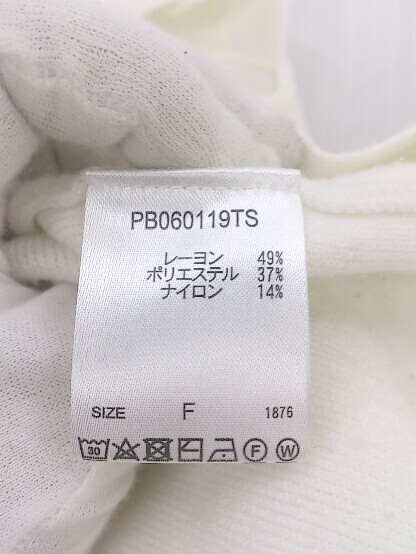 PB060119TS
レーヨン 49%
ポリエステル 37%
ナイロン 14%
SIZE F 1876
30 F W